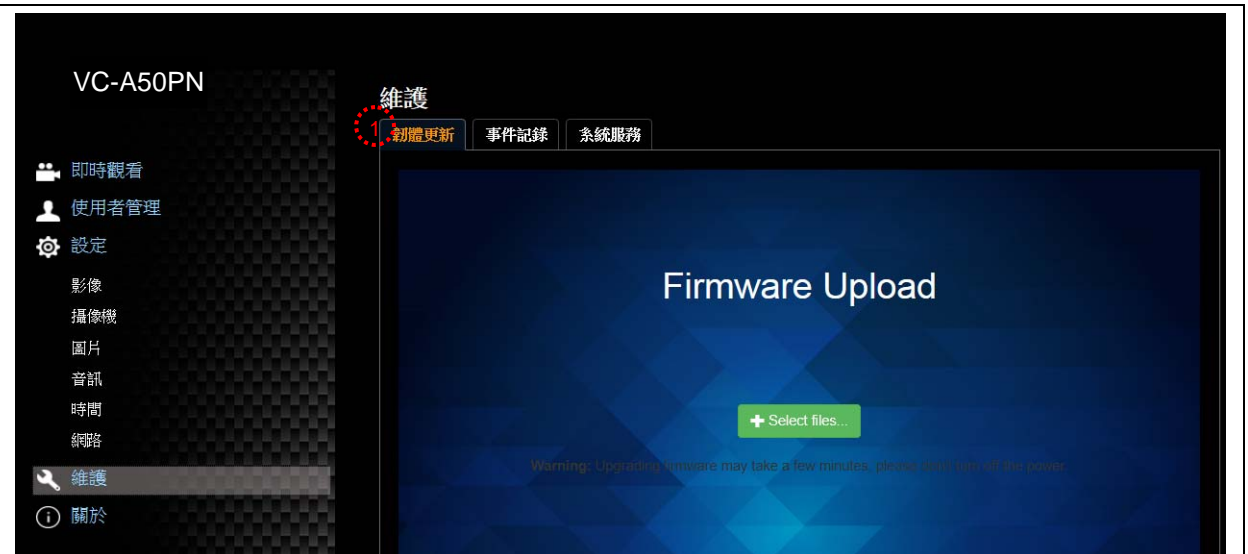 VC-A50PN
即時觀看
使用者管理
設定
影像
攝像機
圖片
音訊
時間
網路
維護
關於
維護
1
韌體更新 事件記錄 系統服務
Firmware Upload
Select files...
Warning: Upgrading firmware may take a few minutes, please don't turn off the power.